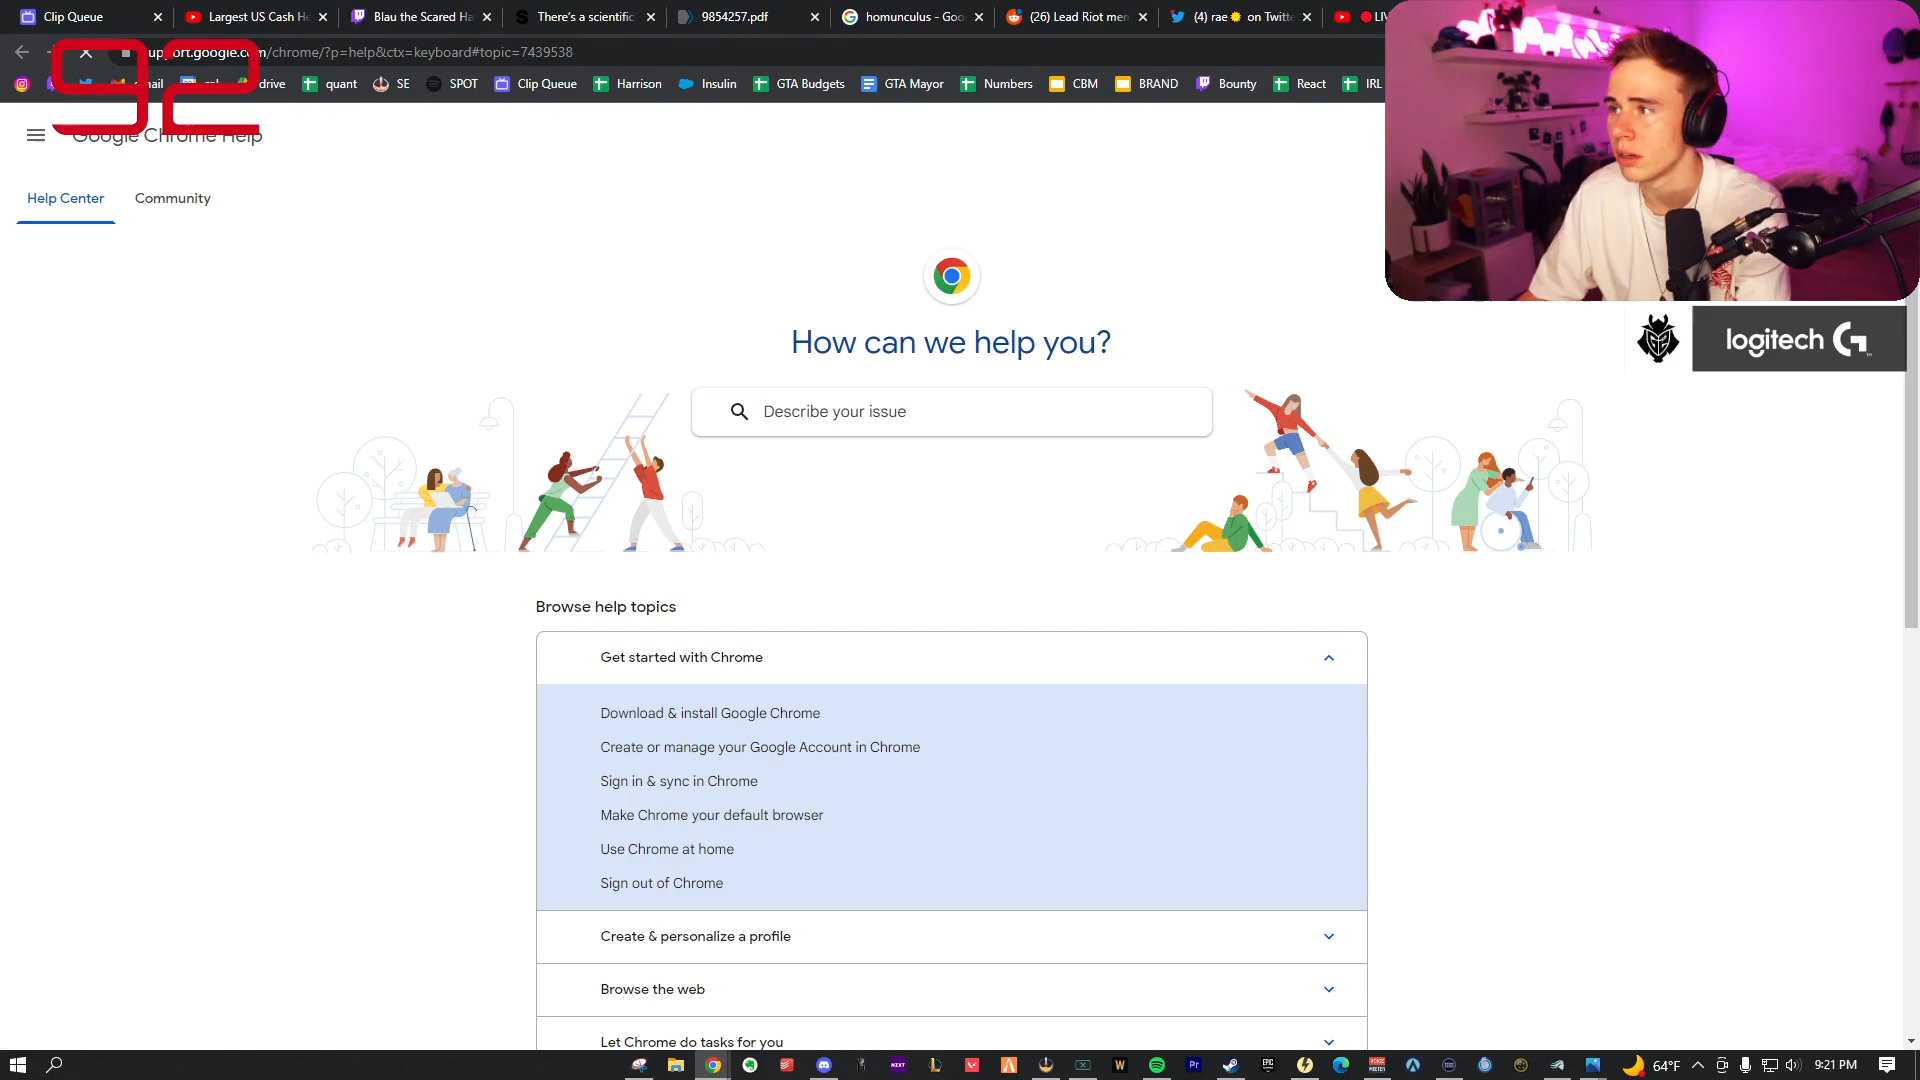 Clip Queue
Largest US Cash H
Blau the Scared Ha
There's a scientific
9854257.pdf
homunculus - Goo
(26) Lead Riot men
(4) rae on Twitt
LIV
port.google.com/chrome/?p=help&ctx=keyboard#topic=7439538
drive
quant
SE
SPOT
Clip Queue
Harrison
Insulin
GTA Budgets
GTA Mayor
Numbers
CBM
BRAND
Bounty
React
IRL
92
Google Chrome Help
Help Center
Community
logitech G
How can we help you?
Describe your issue
Browse help topics
Get started with Chrome
Download & install Google Chrome
Create or manage your Google Account in Chrome
Sign in & sync in Chrome
Make Chrome your default browser
Use Chrome at home
Sign out of Chrome
Create & personalize a profile
Browse the web
Let Chrome do tasks for you
64°F
9:21 PM